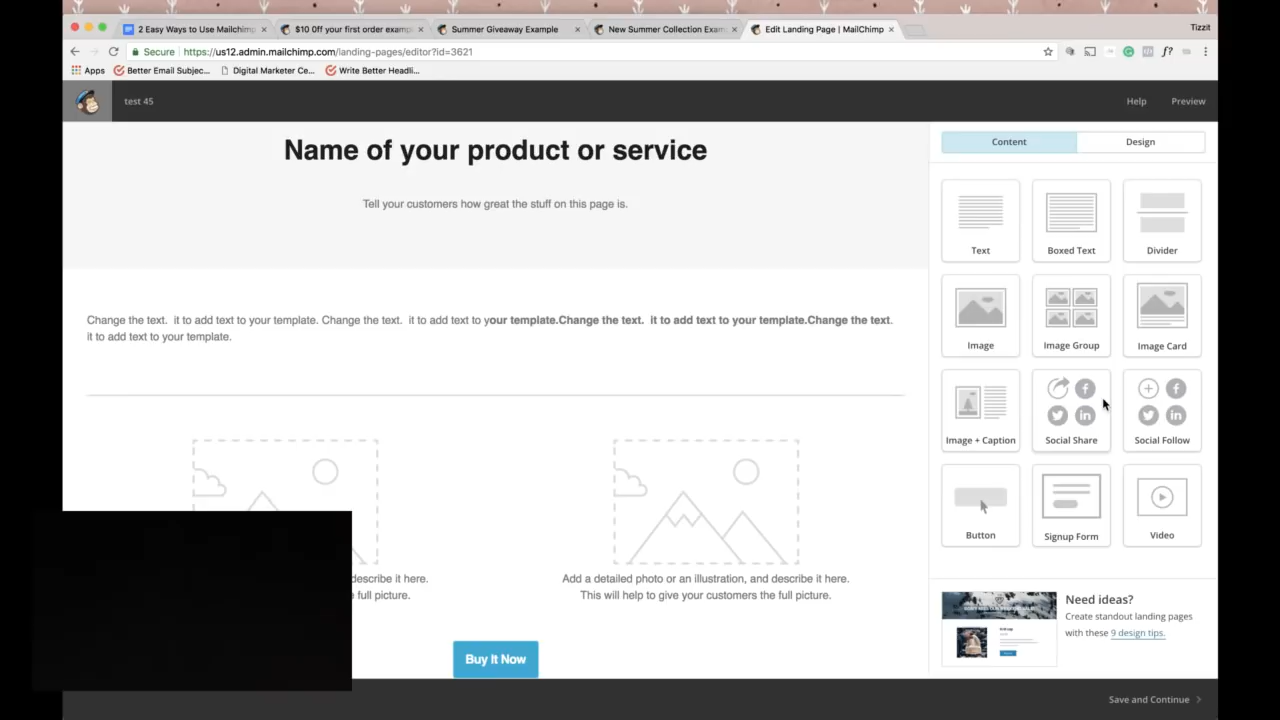 2 Easy Ways to Use Mailchimp
$10 Off your first order examp
Summer Giveaway Example
New Summer Collection Exam
Edit Landing Page | MailChimp
Tizzit
Secure
https://us12.admin.mailchimp.com/landing-pages/editor?id=3621
Apps
Better Email Subjec...
Digital Marketer Ce...
Write Better Headli...
test 45
Help
Preview
Name of your product or service
Tell your customers how great the stuff on this page is.
Change the text.  it to add text to your template. Change the text.  it to add text to your template.Change the text.  it to add text to your template.Change the text.
it to add text to your template.
describe it here.
full picture.
Add a detailed photo or an illustration, and describe it here.
This will help to give your customers the full picture.
Buy It Now
Content
Design
Text
Boxed Text
Divider
Image
Image Group
Image Card
Image + Caption
Social Share
Social Follow
Button
Signup Form
Video
Need ideas?
Create standout landing pages
with these 9 design tips.
Save and Continue